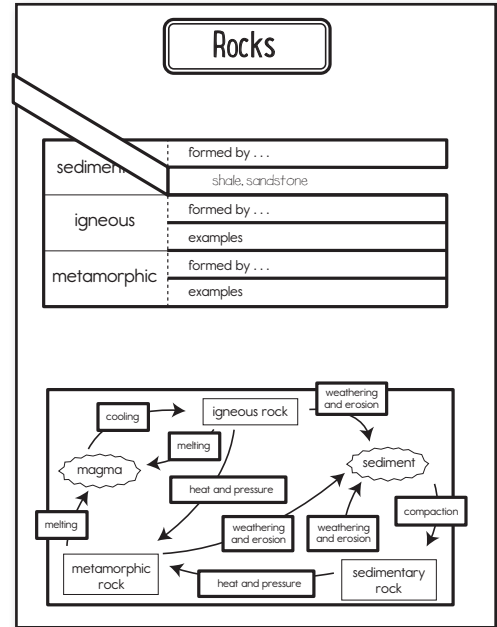 Rocks
formed by . . .
sedimen
shale, sandstone
igneous
formed by . . .
examples
metamorphic
formed by . . .
examples
weathering
and erosion
cooling
igneous rock
melting
magma
sediment
heat and pressure
melting
weathering
and erosion
weathering
and erosion
compaction
metamorphic
rock
heat and pressure
sedimentary
rock